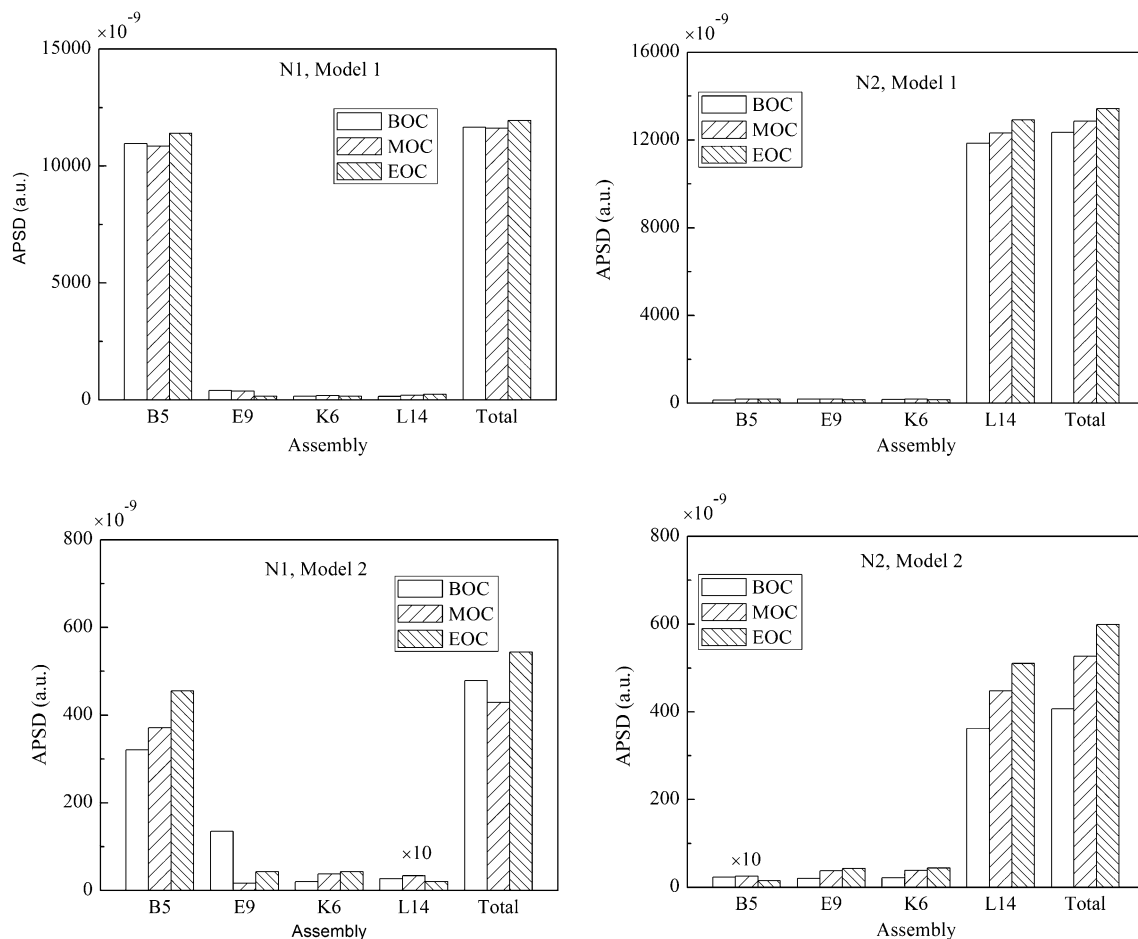 ×10⁻⁹
15000
10000
5000
0
APSD (a.u.)
N1, Model 1
BOC
MOC
EOC
B5 E9 K6 L14 Total
Assembly
×10⁻⁹
16000
12000
8000
4000
0
APSD (a.u.)
N2, Model 1
BOC
MOC
EOC
B5 E9 K6 L14 Total
Assembly
×10⁻⁹
800
600
400
200
0
APSD (a.u.)
N1, Model 2
BOC
MOC
EOC
×10
B5 E9 K6 L14 Total
Assembly
×10⁻⁹
800
600
400
200
0
APSD (a.u.)
N2, Model 2
BOC
MOC
EOC
×10
B5 E9 K6 L14 Total
Assembly